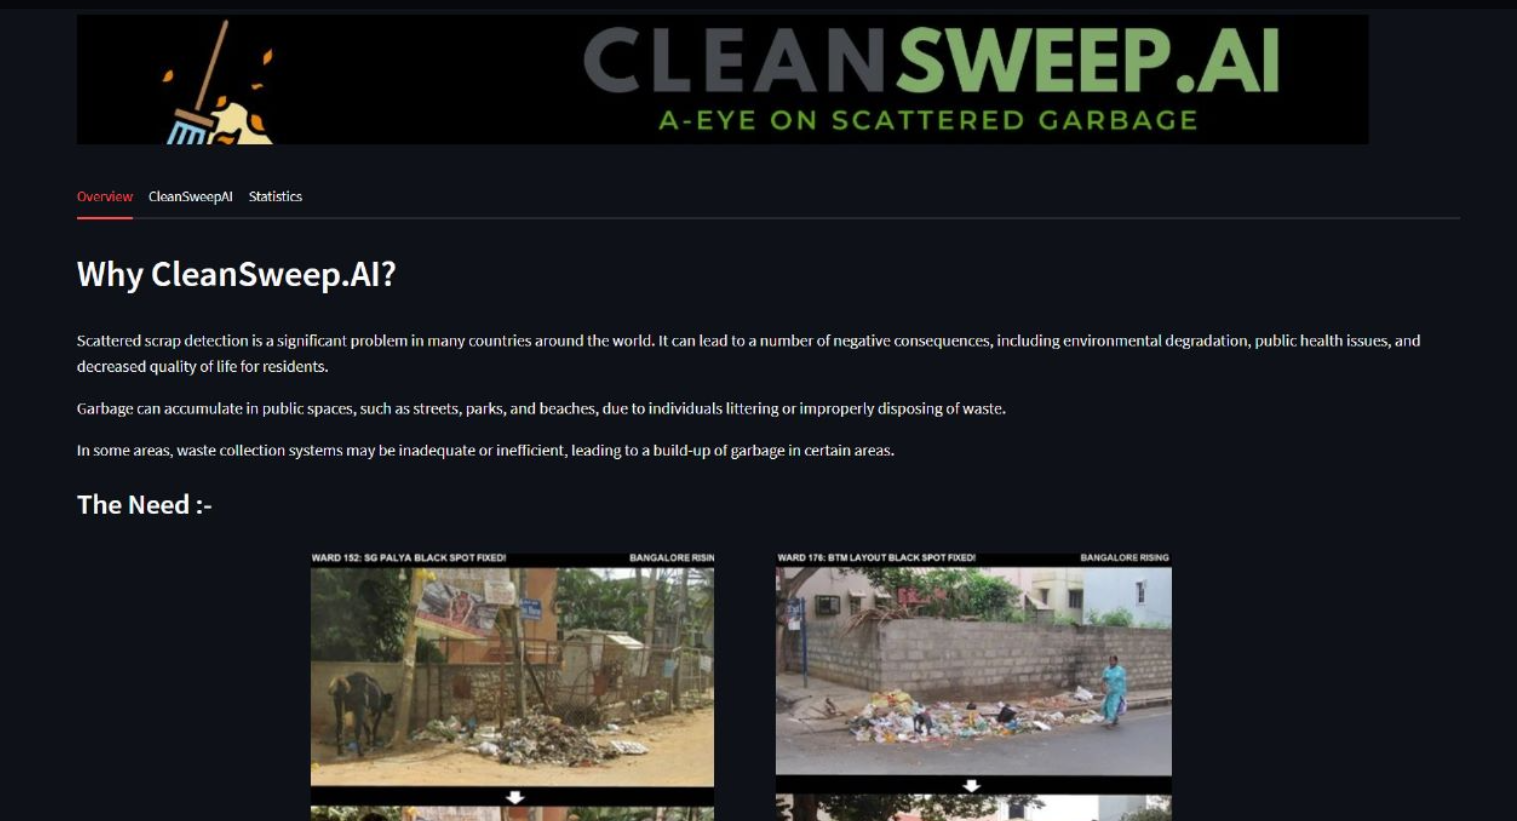 CLEANSWEEP.AI
A-EYE ON SCATTERED GARBAGE
Overview CleanSweepAI Statistics
Why CleanSweep.AI?
Scattered scrap detection is a significant problem in many countries around the world. It can lead to a number of negative consequences, including environmental degradation, public health issues, and
decreased quality of life for residents.
Garbage can accumulate in public spaces, such as streets, parks, and beaches, due to individuals littering or improperly disposing of waste.
In some areas, waste collection systems may be inadequate or inefficient, leading to a build-up of garbage in certain areas.
The Need :-
WARD 152: SG PALYA BLACK SPOT FIXED! BANGALORE RISIN
WARD 176: BTM LAYOUT BLACK SPOT FIXED! BANGALORE RISING